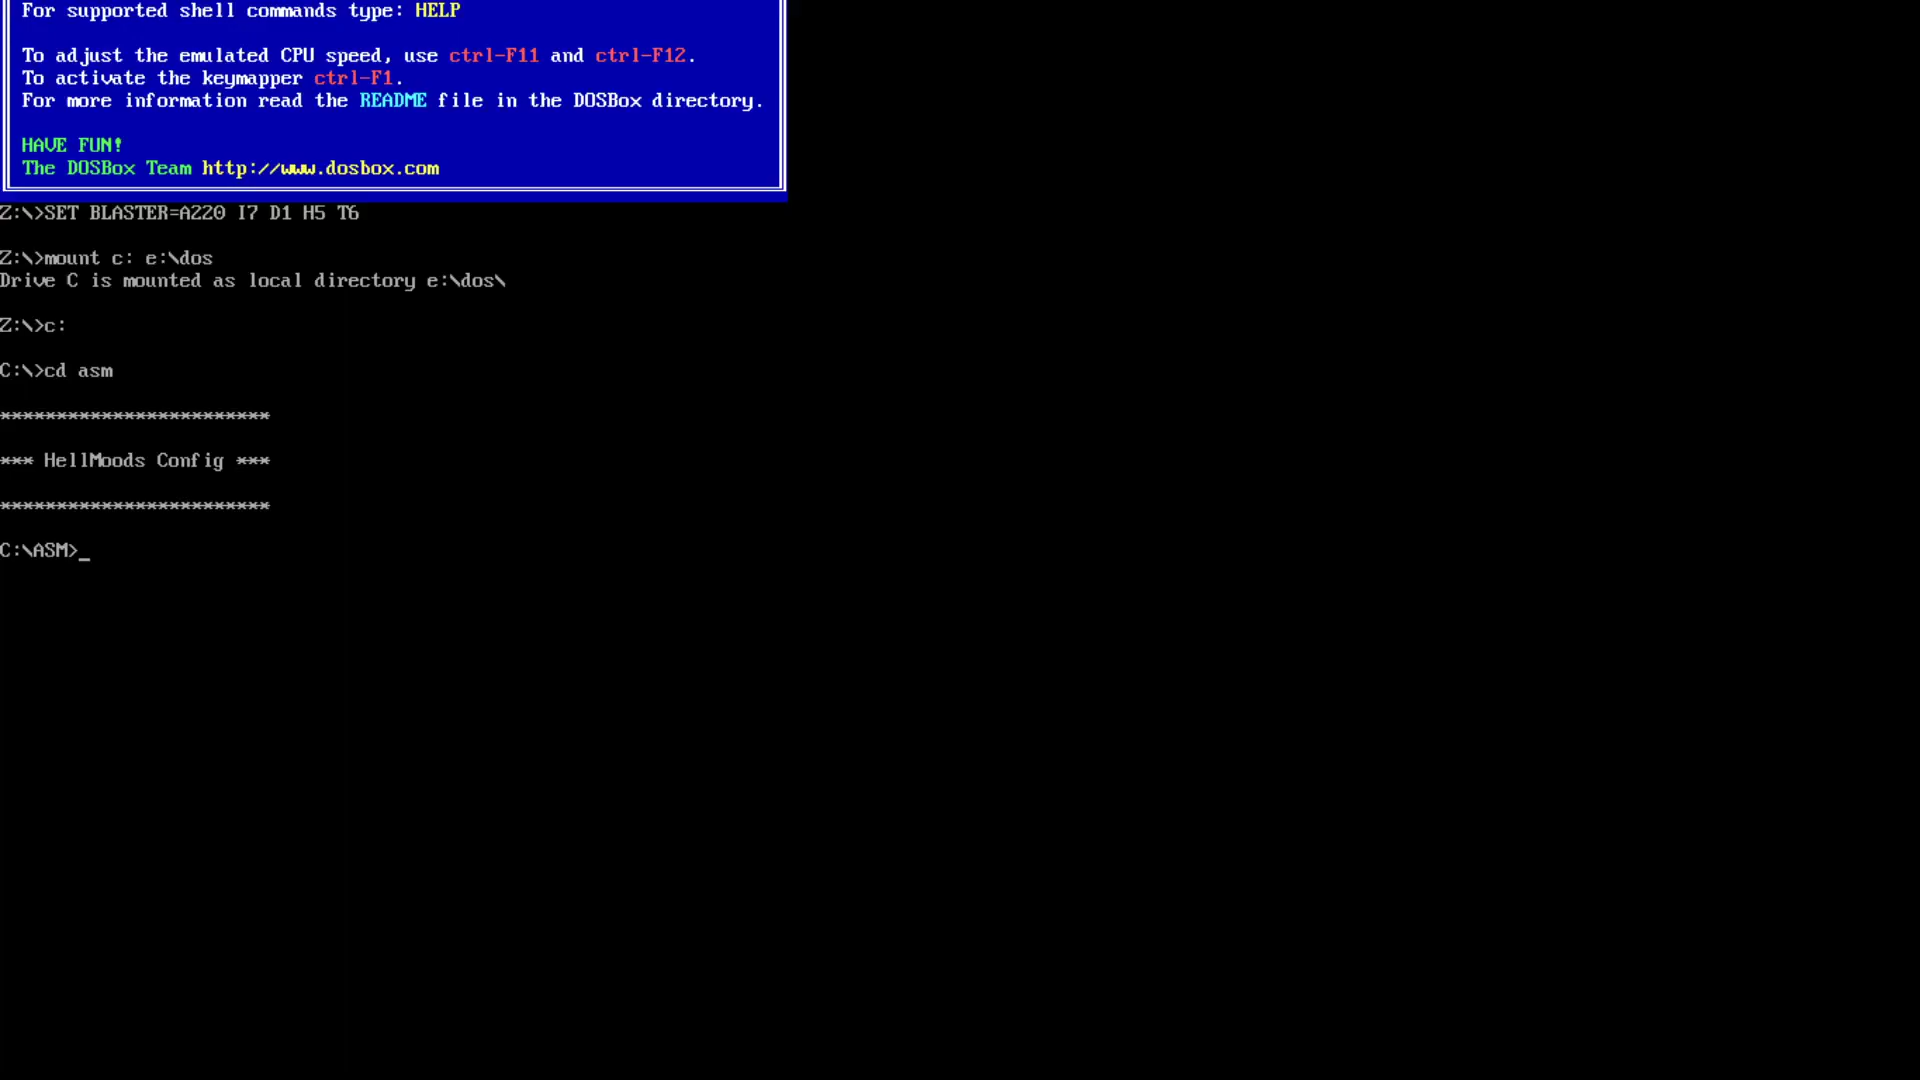 For supported shell commands type: HELP
To adjust the emulated CPU speed, use ctrl-F11 and ctrl-F12.
To activate the keymapper ctrl-F1.
For more information read the README file in the DOSBox directory.
HAVE FUN!
The DOSBox Team http://www.dosbox.com
Z:\>SET BLASTER=A220 I7 D1 H5 T6
Z:\>mount c: e:\dos
Drive C is mounted as local directory e:\dos\
Z:\>c:
C:\>cd asm
************************
*** HellMoods Config ***
************************
C:\ASM>_